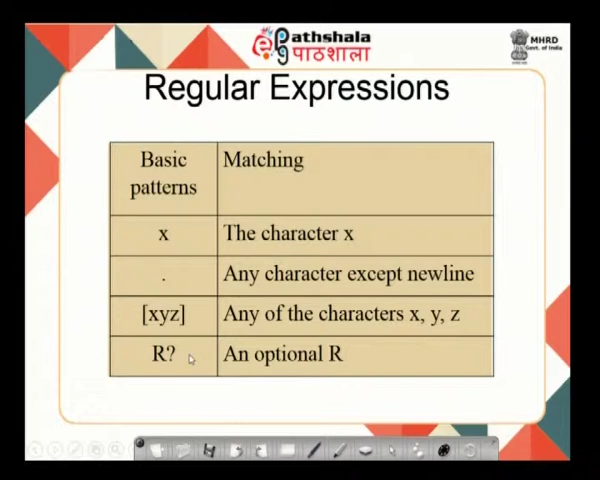 Pathshala
पाठशाला
MHRD
Govt. of India
Regular Expressions
Basic patterns Matching
x The character x
. Any character except newline
[xyz] Any of the characters x, y, z
R? An optional R